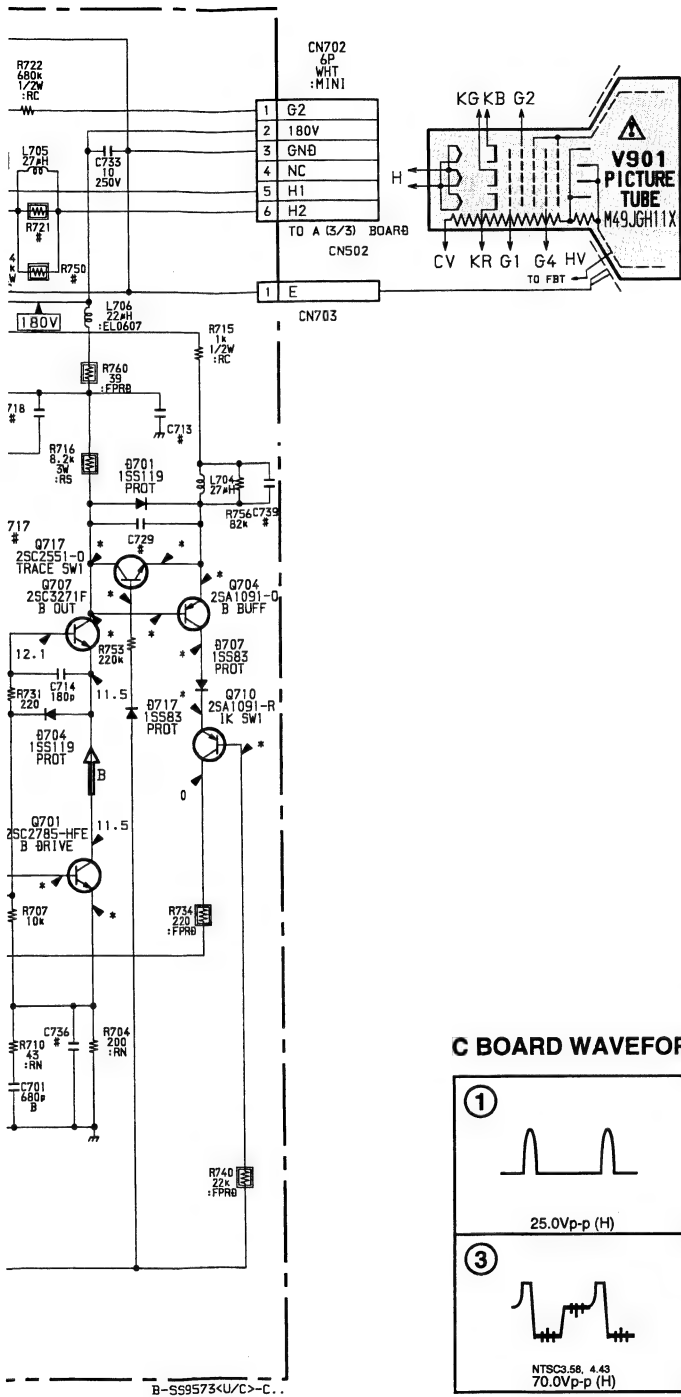 R722
680k
1/2W
:RC
CN702
6P
WHT
:MINI
1 G2
2 180V
3 GND
4 NC
5 H1
6 H2
TO A (3/3) BOARD
CN502
1 E
CN703
L705
27μH
C733
10
250V
R721
#
R750
#
4
k
W
180V
L706
22μH
:EL0607
R715
1k
1/2W
:RC
KG KB G2
H
CV KR G1 G4 HV
TO FBT
V901
PICTURE
TUBE
M49JGH11X
R760
39
:FPRD
718
#
C713
#
R716
8.2k
3W
:RS
D701
1SS119
PROT
L704
27μH
R756
82k
C739
#
717
#
C729
#
Q717
2SC2551-O
TRACE SW1
Q707
2SC3271F
B OUT
Q704
2SA1091-O
B BUFF
* * * * * * * * * *
12.1
R753
220k
D707
1SS83
PROT
C714
180p
11.5
R731
220
D704
1SS119
PROT
D717
1SS83
PROT
Q710
2SA1091-R
IK SW1
B
0
Q701
2SC2785-HFE
B DRIVE
11.5
* *
R707
10k
R734
220
:FPRD
R710
43
:RN
C736
#
R704
200
:RN
C701
680p
B
R740
22k
:FPRD
B-SS9573<U/C>-C..
C BOARD WAVEFOR
1
25.0Vp-p (H)
3
NTSC3.58, 4.43
70.0Vp-p (H)